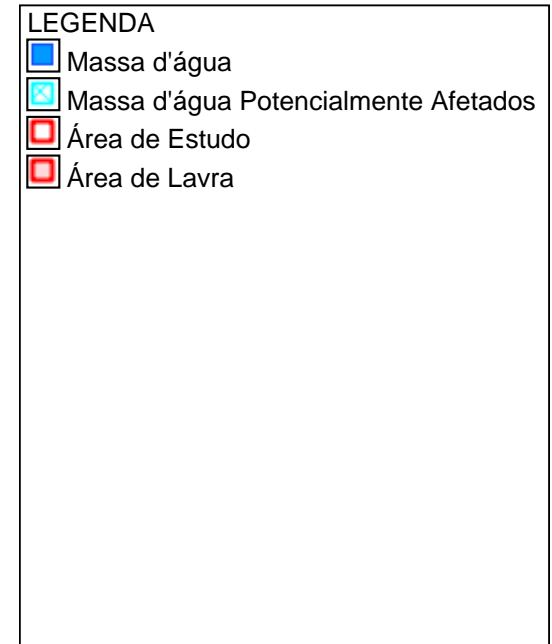 LEGENDA
Massa d'água
Massa d'água Potencialmente Afetados
Área de Estudo
Área de Lavra